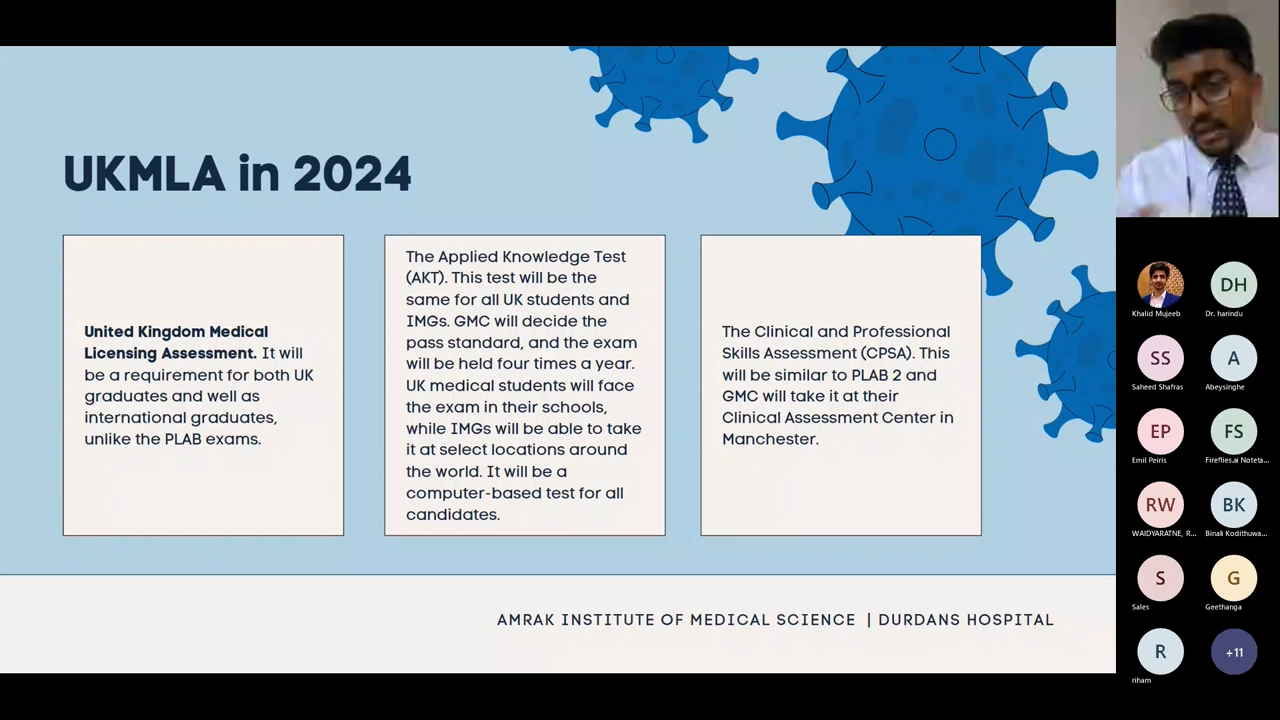 UKMLA in 2024
United Kingdom Medical
Licensing Assessment. It will
be a requirement for both UK
graduates and well as
international graduates,
unlike the PLAB exams.
The Applied Knowledge Test
(AKT). This test will be the
same for all UK students and
IMGs. GMC will decide the
pass standard, and the exam
will be held four times a year.
UK medical students will face
the exam in their schools,
while IMGs will be able to take
it at select locations around
the world. It will be a
computer-based test for all
candidates.
The Clinical and Professional
Skills Assessment (CPSA). This
will be similar to PLAB 2 and
GMC will take it at their
Clinical Assessment Center in
Manchester.
AMRAK INSTITUTE OF MEDICAL SCIENCE | DURDANS HOSPITAL
Khalid Mujeeb
DH
Dr. harindu
SS
Saheed Shafras
A
Abeysinghe
EP
Emil Peiris
FS
Fireflies.ai Noteta...
RW
WAIDYARATNE, R...
BK
Binali Kodithuwa...
S
Sales
G
Geethanga
R
riham
+11